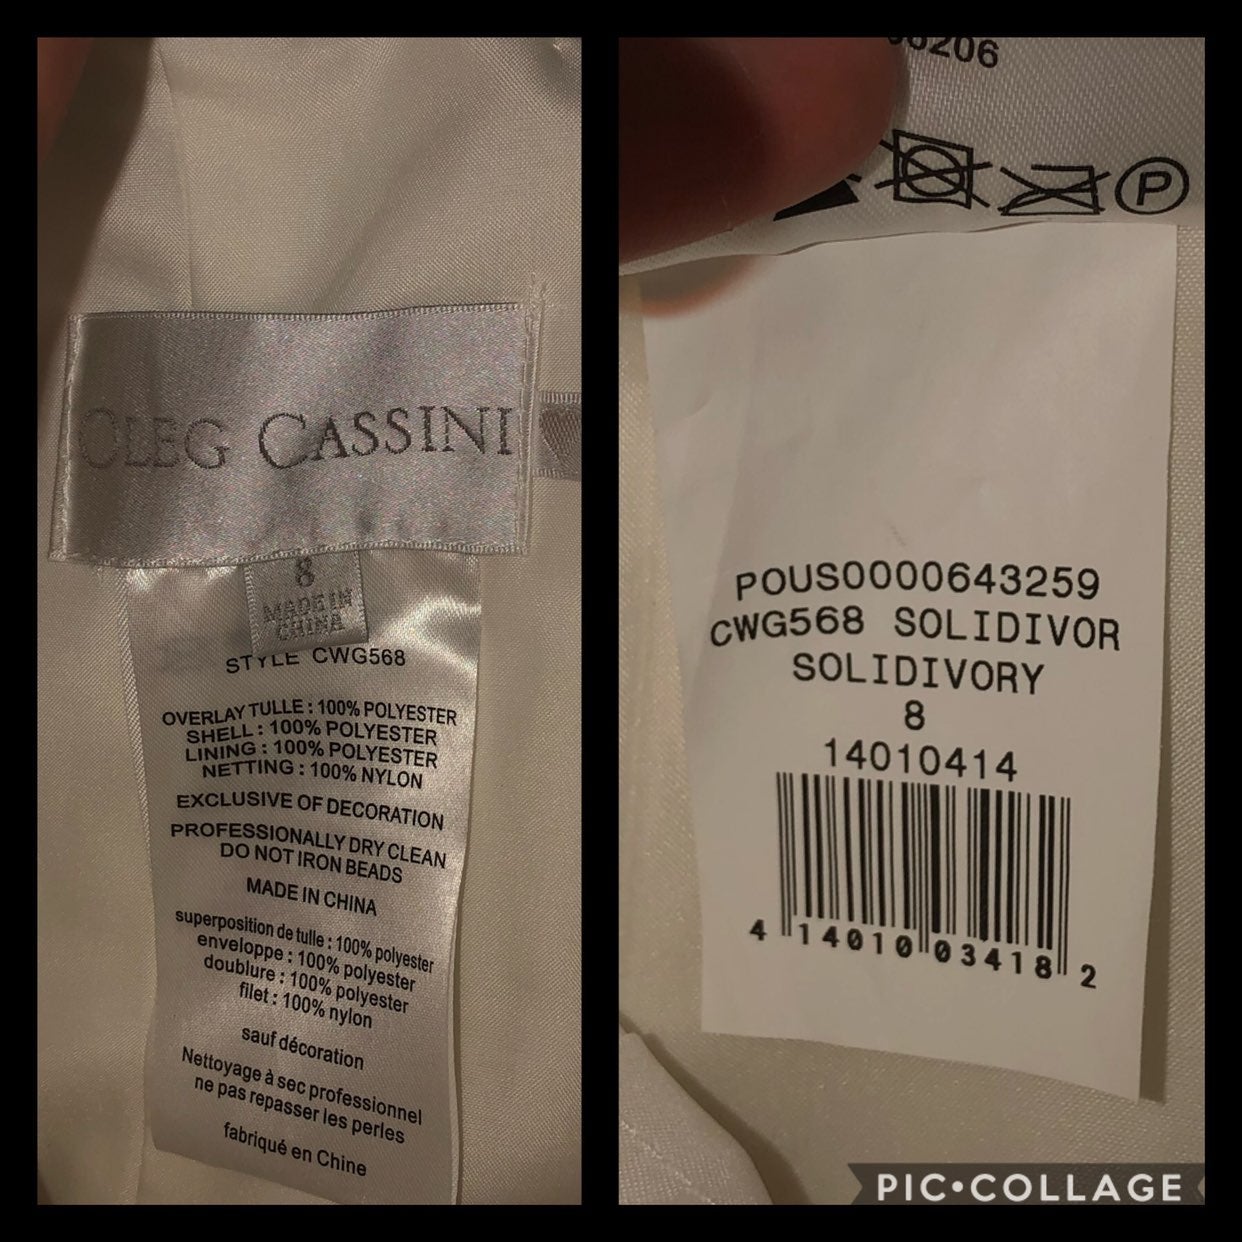 OLEG CASSINI
8
MADE IN
CHINA
STYLE CWG568
OVERLAY TULLE : 100% POLYESTER
SHELL : 100% POLYESTER
LINING : 100% POLYESTER
NETTING : 100% NYLON
EXCLUSIVE OF DECORATION
PROFESSIONALLY DRY CLEAN
DO NOT IRON BEADS
MADE IN CHINA
superposition de tulle : 100% polyester
enveloppe : 100% polyester
doublure : 100% polyester
filet : 100% nylon
sauf décoration
Nettoyage à sec professionnel
ne pas repasser les perles
fabriqué en Chine
P
POUS0000643259
CWG568 SOLIDIVOR
SOLIDIVORY
8
14010414
4 14010 03418 2
PIC•COLLAGE